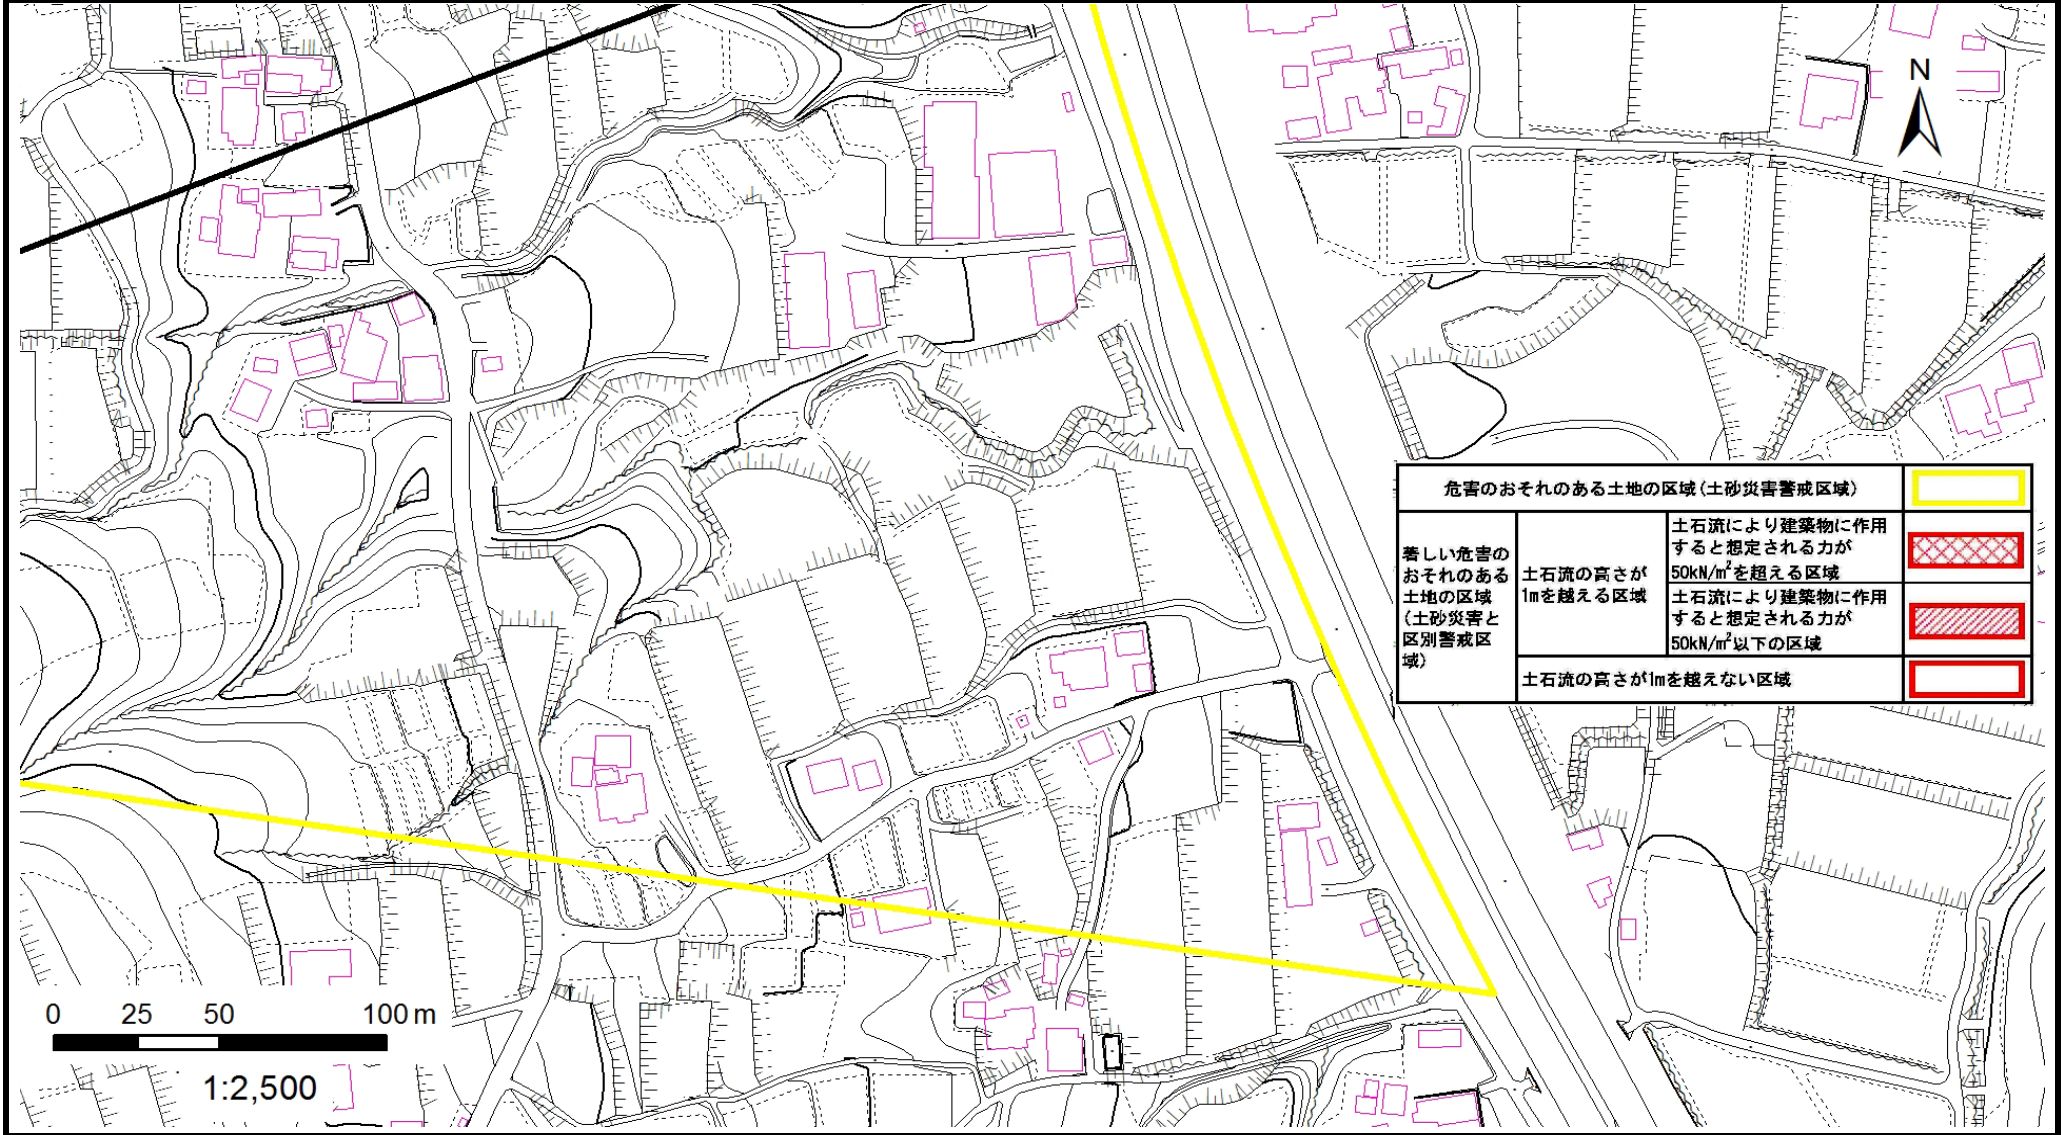 N
危害のおそれのある土地の区域(土砂災害警戒区域)
著しい危害の
おそれのある
土地の区域
(土砂災害と
区別警戒区
域)
土石流の高さが
1mを越える区域
土石流により建築物に作用
すると想定される力が
50kN/m²を超える区域
土石流により建築物に作用
すると想定される力が
50kN/m²以下の区域
土石流の高さが1mを越えない区域
0 25 50 100 m
1:2,500